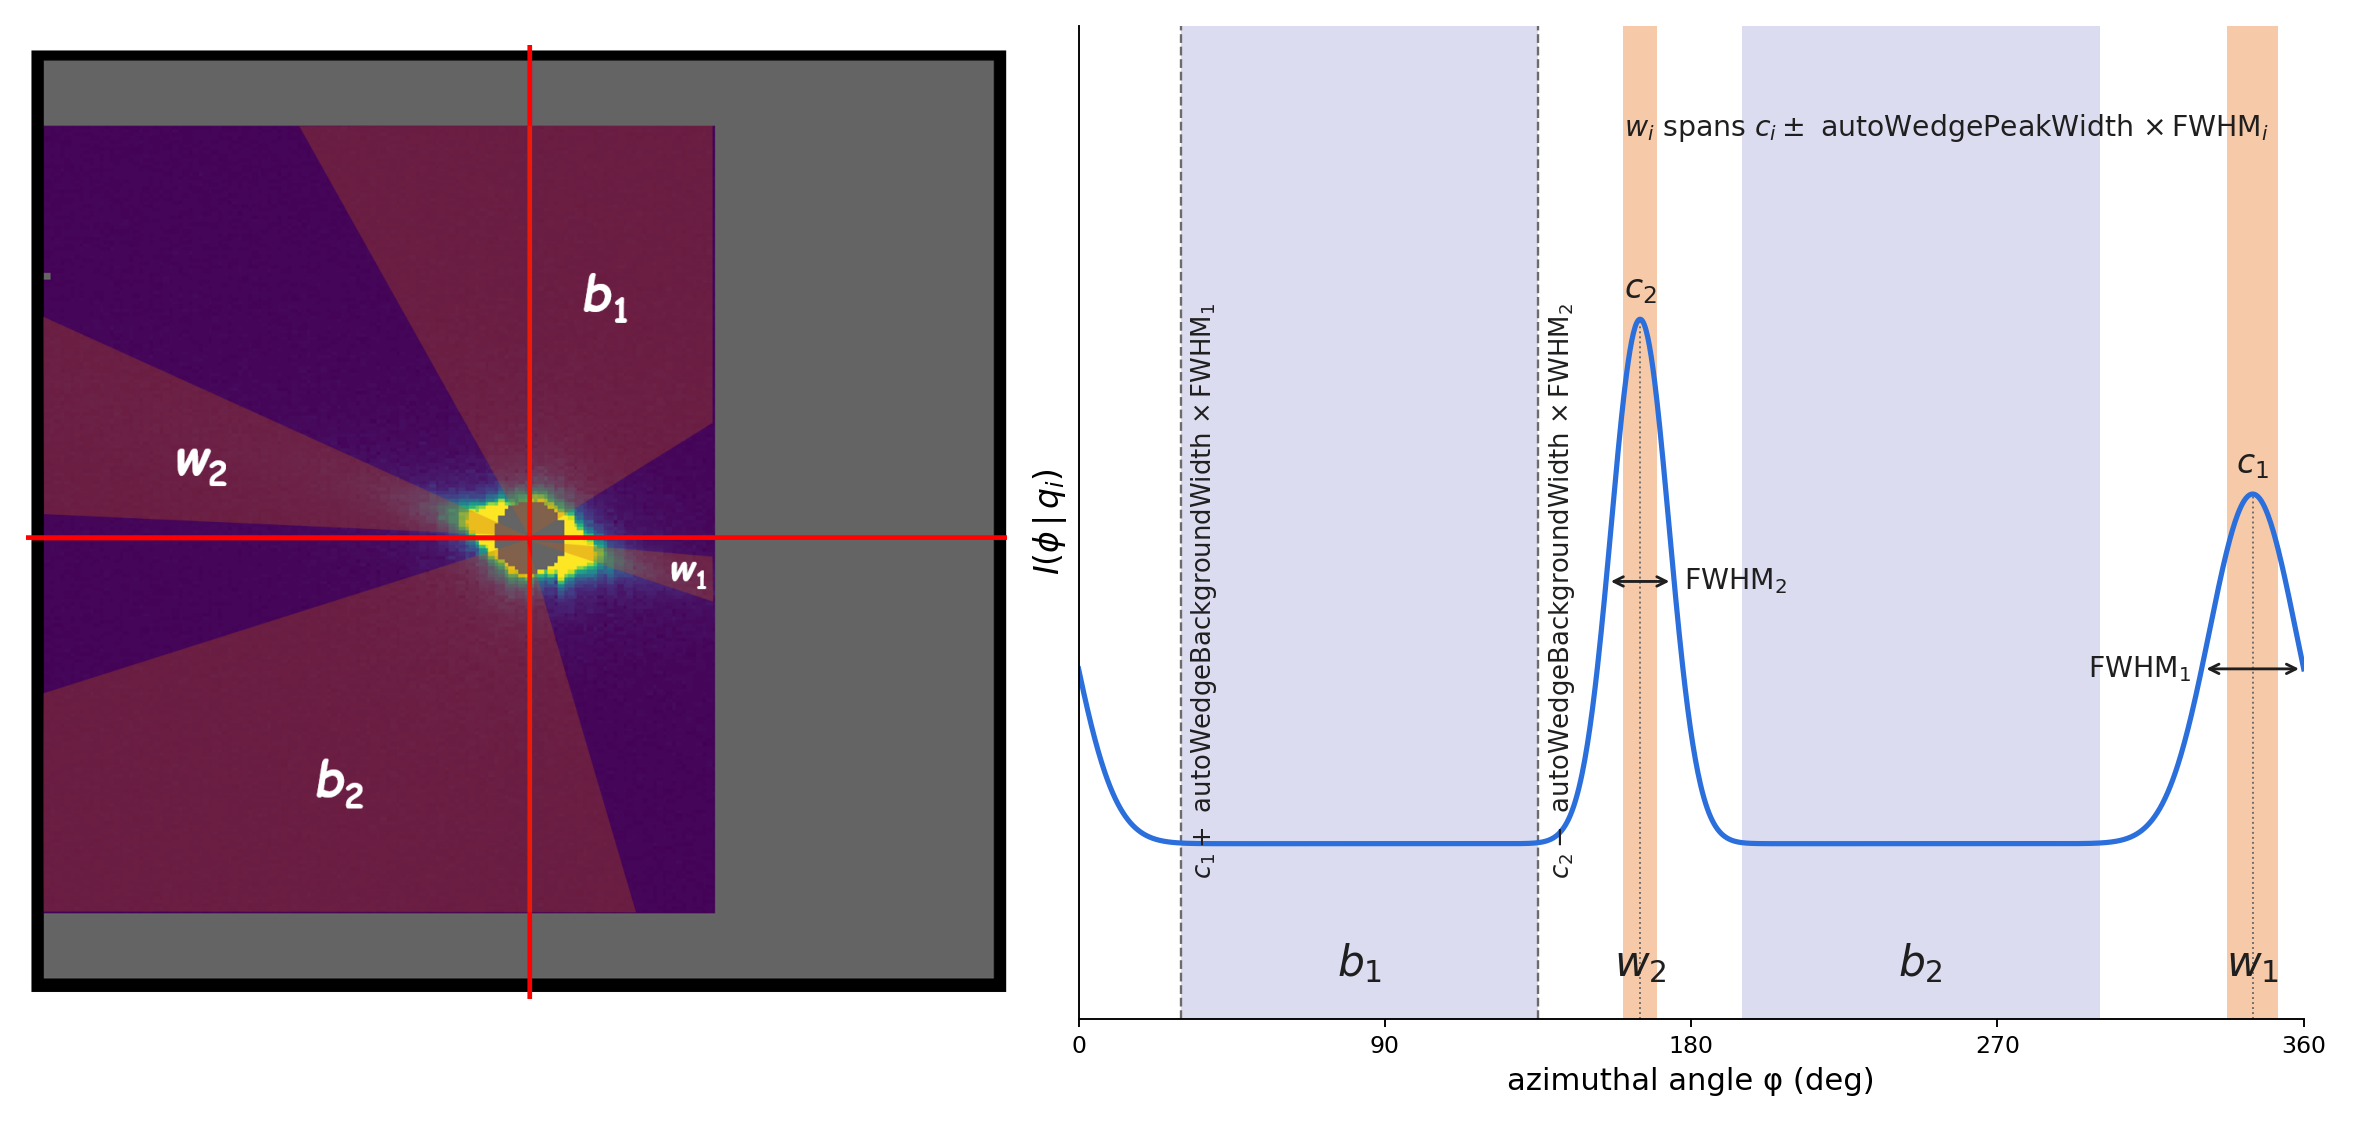 b1
w2
w1
b2
wi spans ci ± autoWedgePeakWidth × FWHMi
c2
c1
FWHM2
FWHM1
c1 + autoWedgeBackgroundWidth × FWHM1
c2 − autoWedgeBackgroundWidth × FWHM2
I(ϕ | qi)
b1
w2
b2
w1
0 90 180 270 360
azimuthal angle φ (deg)